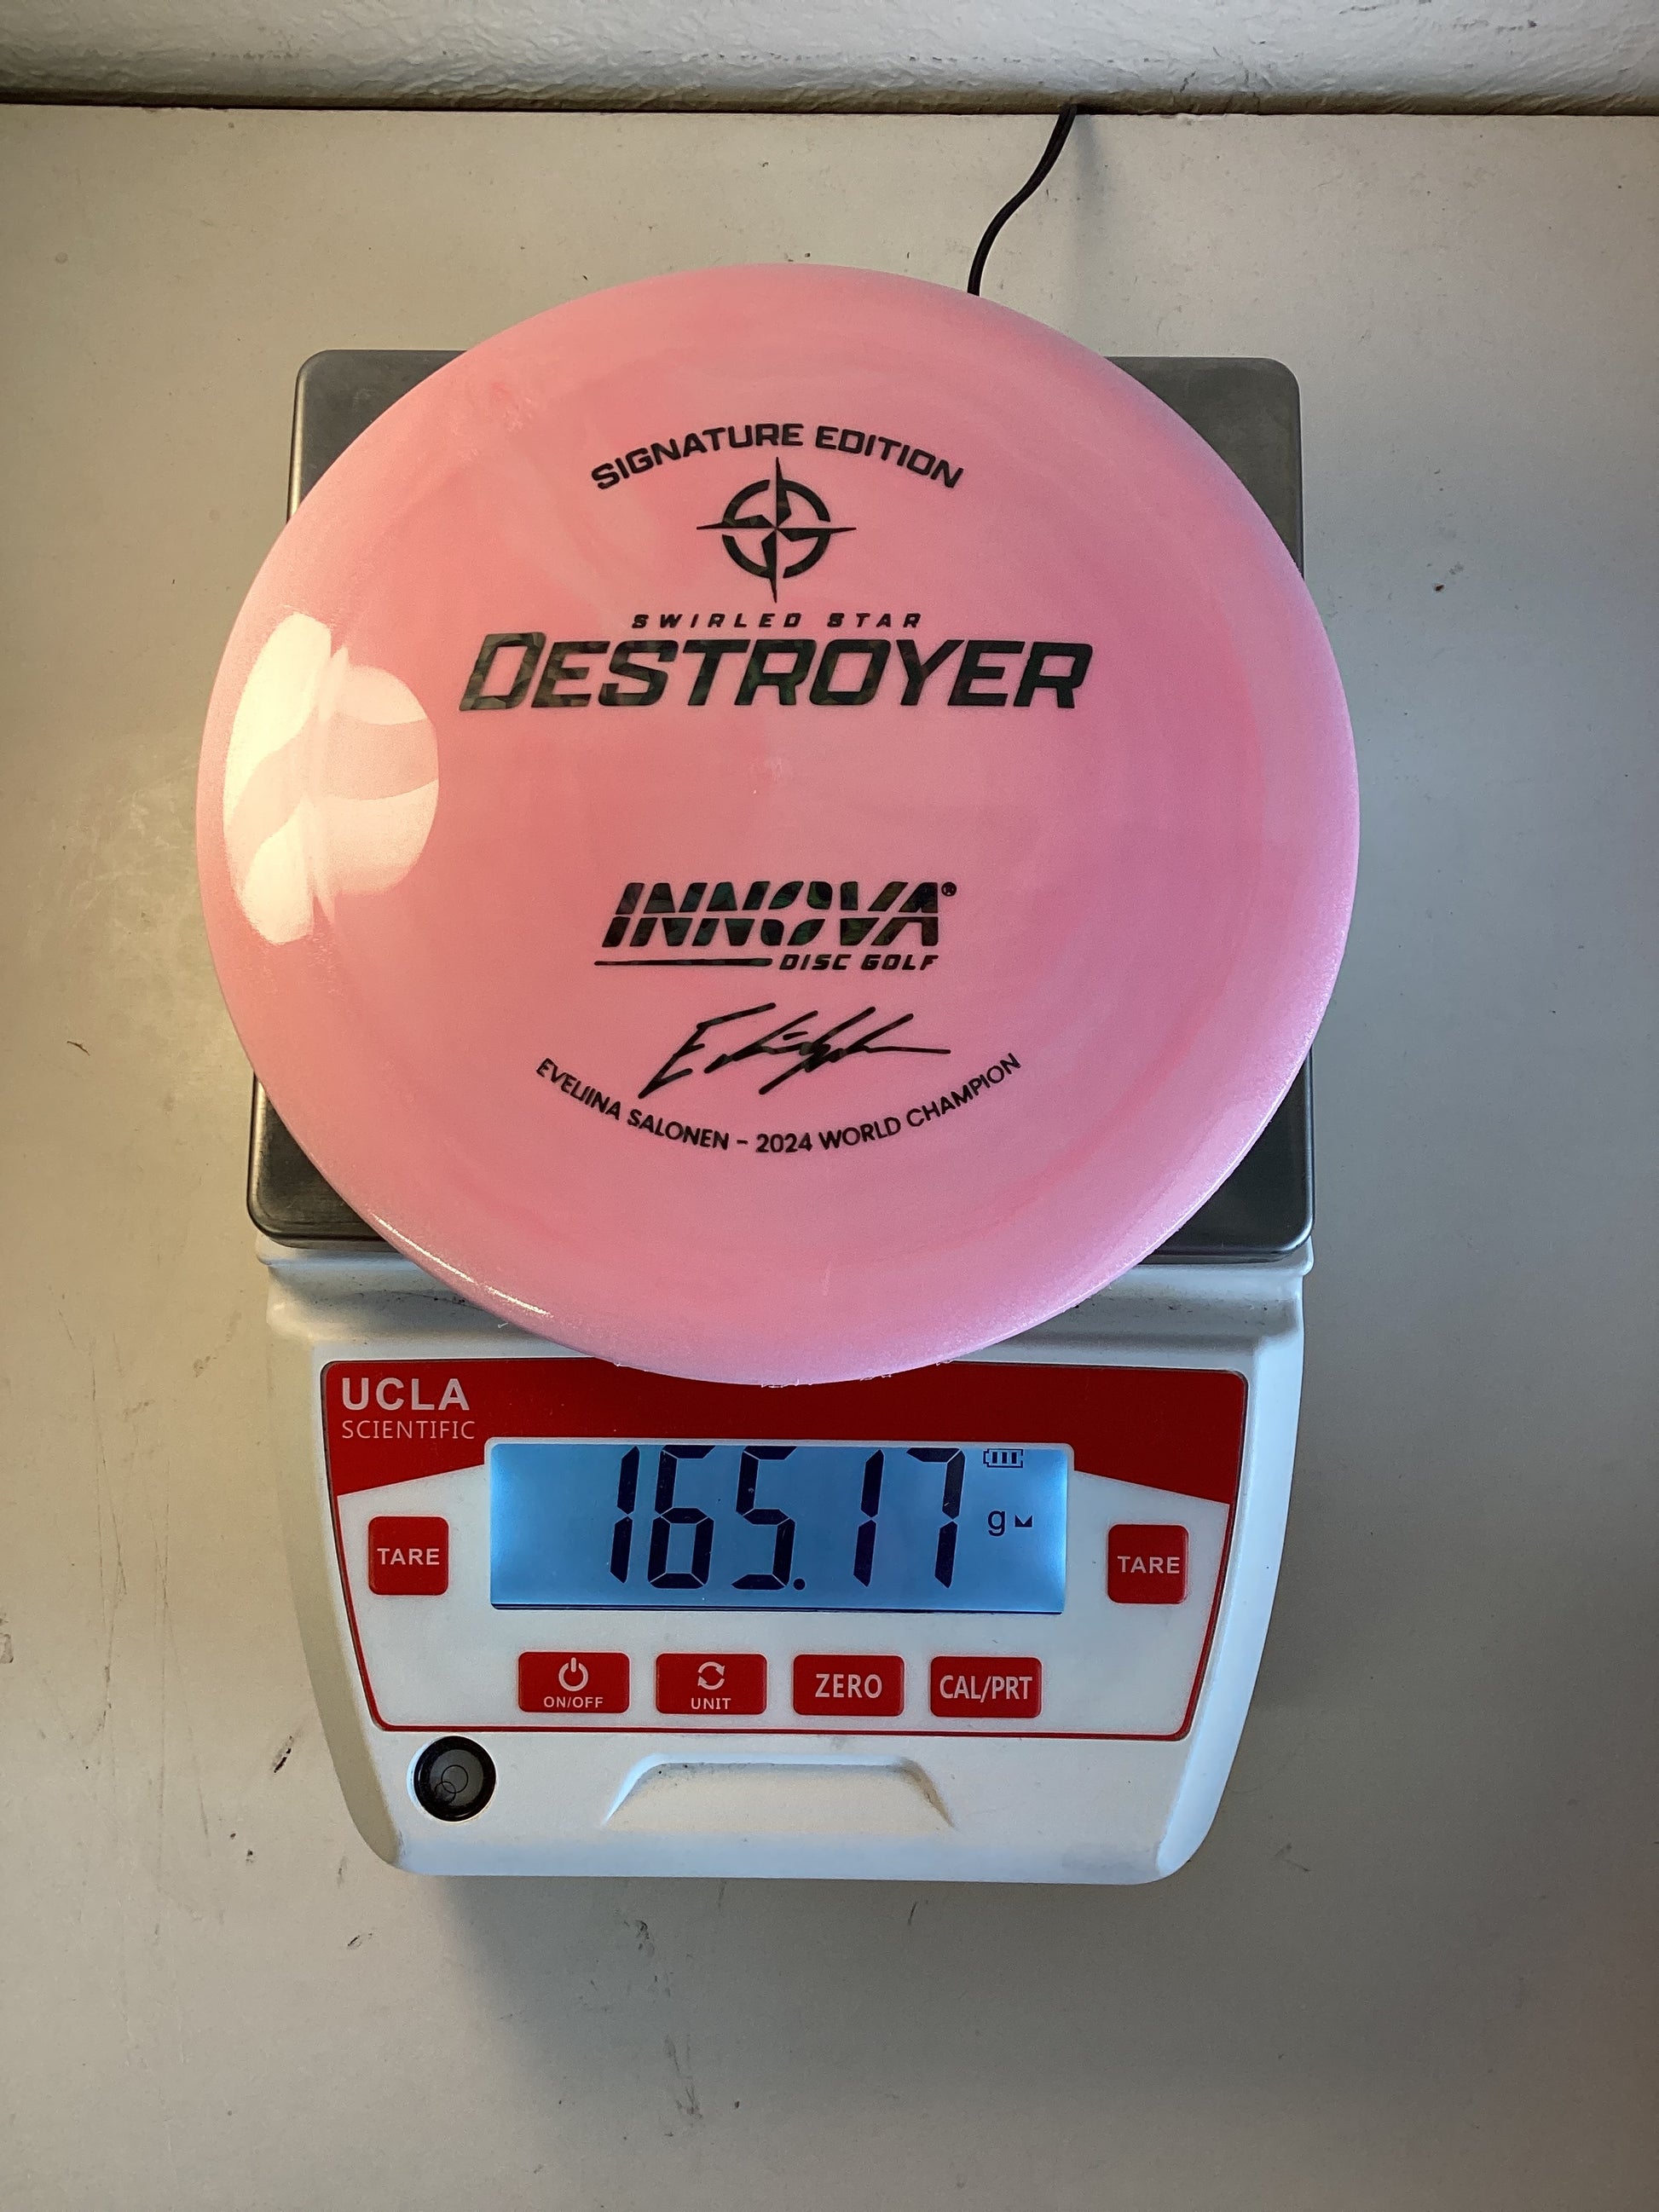 SIGNATURE EDITION
SWIRLED STAR
DESTROYER
INNOVA®
DISC GOLF
EVELIINA SALONEN - 2024 WORLD CHAMPION
UCLA
SCIENTIFIC
165.17 g
TARE
TARE
ON/OFF
UNIT
ZERO
CAL/PRT